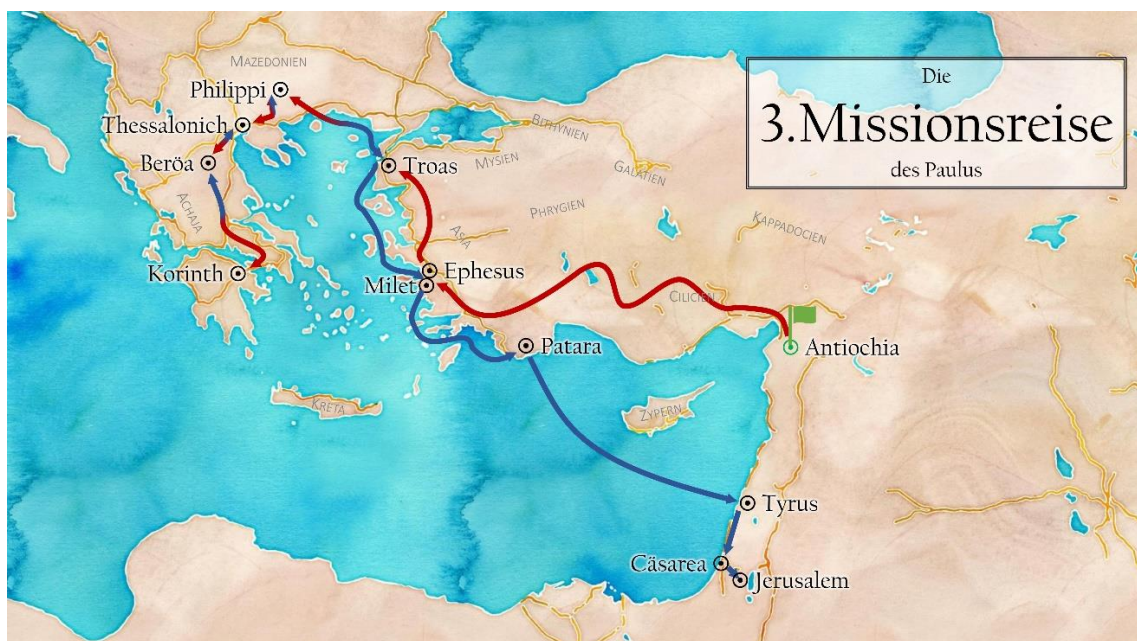 Die
3. Missionsreise
des Paulus
MAZEDONIEN
Philippi
Thessalonich
Beröa
Troas
BITHYNIEN
MYSIEN
GALATIEN
PHRYGIEN
KAPPADOCIEN
ACHAJA
ASIA
Korinth
Ephesus
Milet
CILICIEN
Patara
Antiochia
KRETA
ZYPERN
Tyrus
Cäsarea
Jerusalem